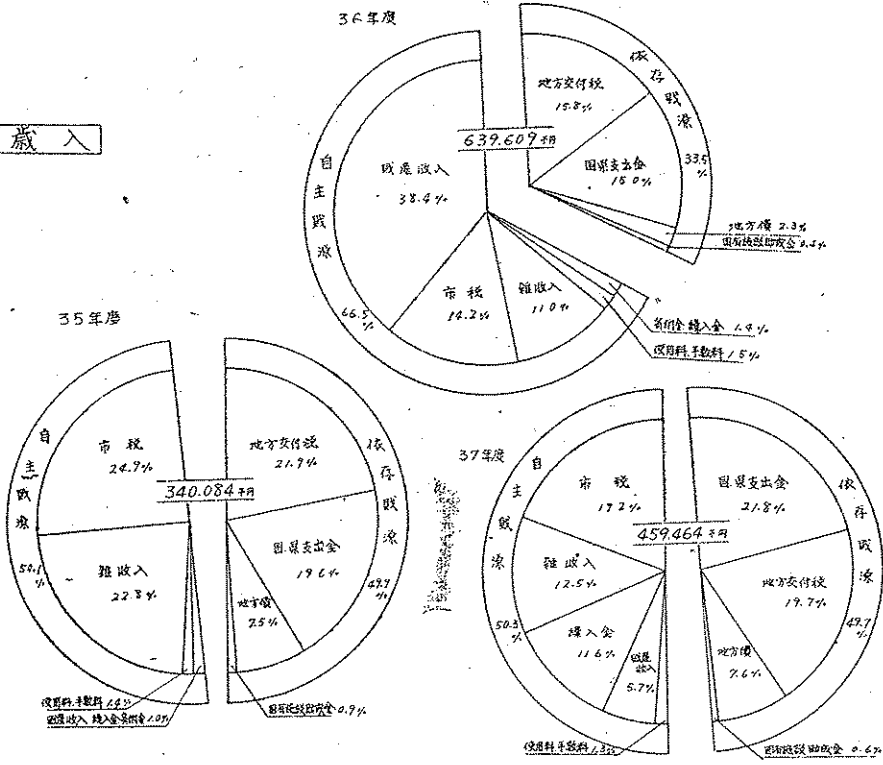 歳入
36年度
639.609千円
自主財源
66.5%
財産収入
38.4%
市税
14.2%
雑収入
11.0%
寄附金 繰入金 1.4%
使用料.手数料 1.5%
依存財源
33.5%
地方交付税
15.8%
国県支出金
15.0%
地方債 2.3%
35年度
340.084千円
自主財源
市税
24.9%
雑収入
22.8%
使用料.手数料 1.4%
依存財源
49.9%
地方交付税
21.9%
国県支出金
19.6%
地方債
7.5%
37年度
459.464千円
自主財源
50.3%
市税
19.2%
雑収入
12.5%
繰入金
11.6%
財産収入
5.7%
使用料.手数料 1.3%
依存財源
49.7%
国県支出金
21.8%
地方交付税
19.7%
地方債
7.6%